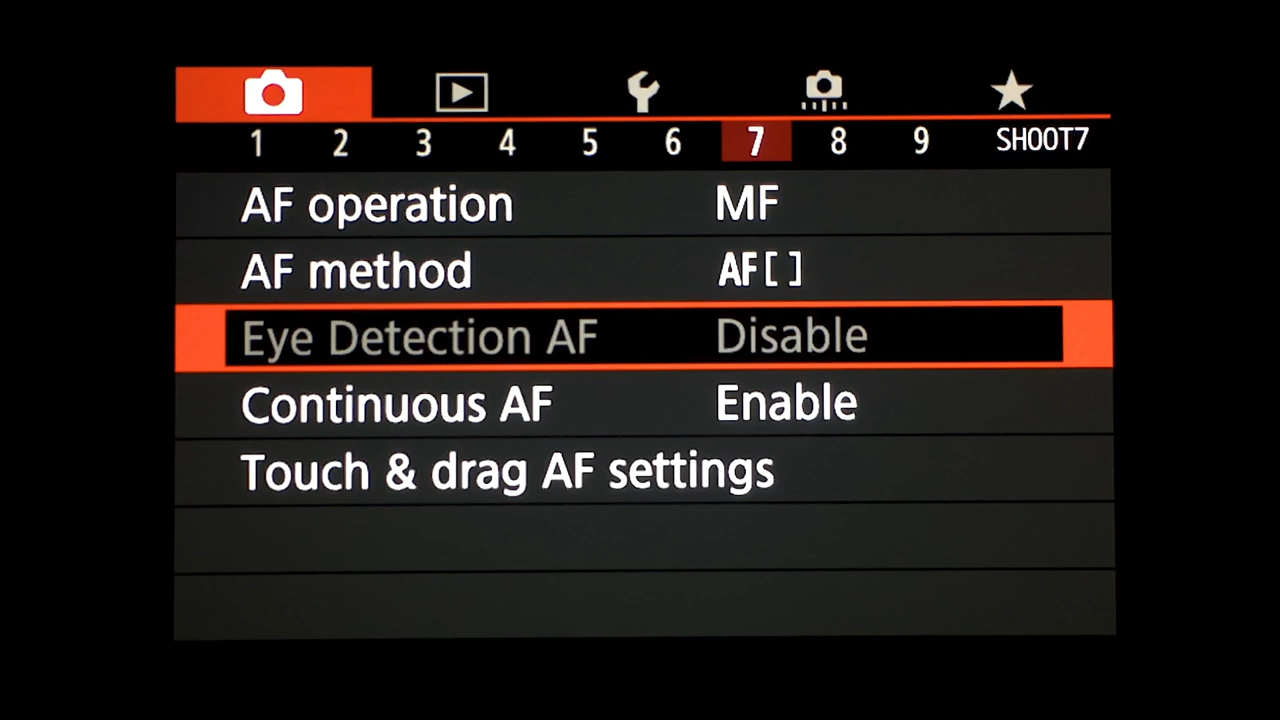 1 2 3 4 5 6 7 8 9 SHOOT7
AF operation MF
AF method AF[ ]
Eye Detection AF Disable
Continuous AF Enable
Touch & drag AF settings